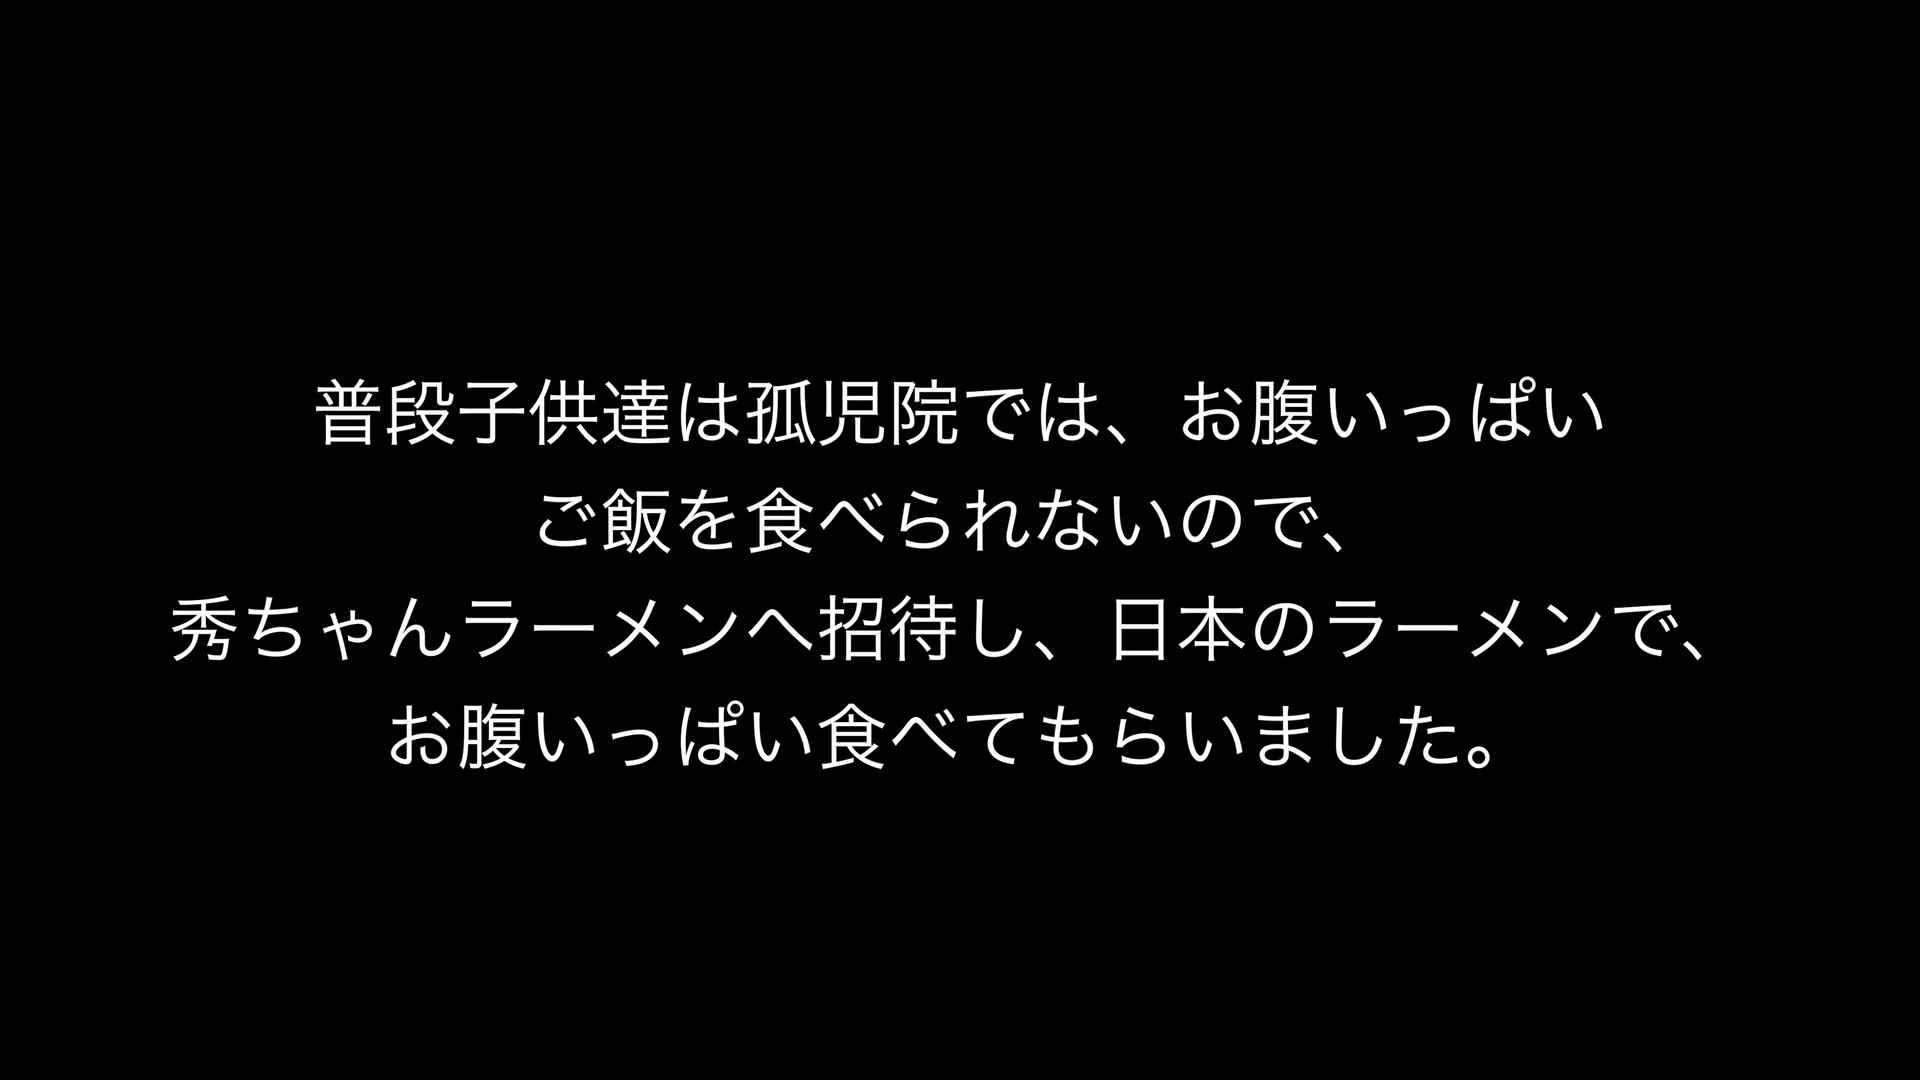 普段子供達は孤児院では、お腹いっぱい
ご飯を食べられないので、
秀ちゃんラーメンへ招待し、日本のラーメンで、
お腹いっぱい食べてもらいました。